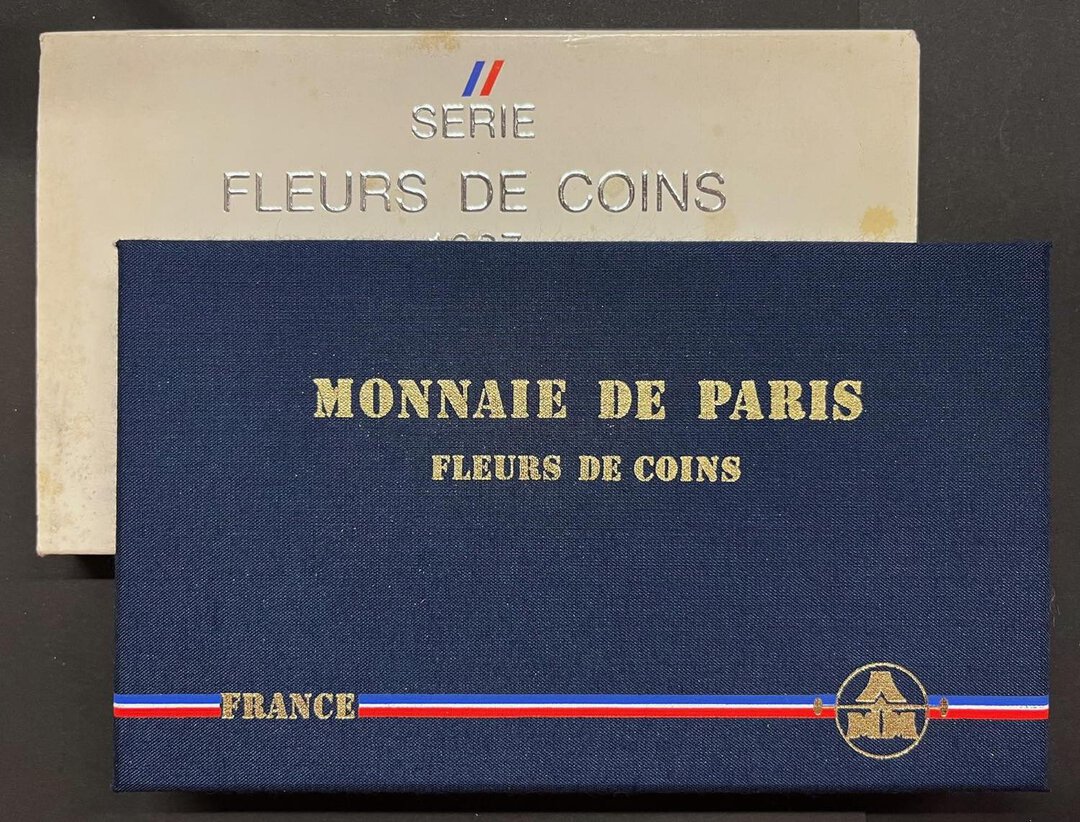 SERIE
FLEURS DE COINS
MONNAIE DE PARIS
FLEURS DE COINS
FRANCE